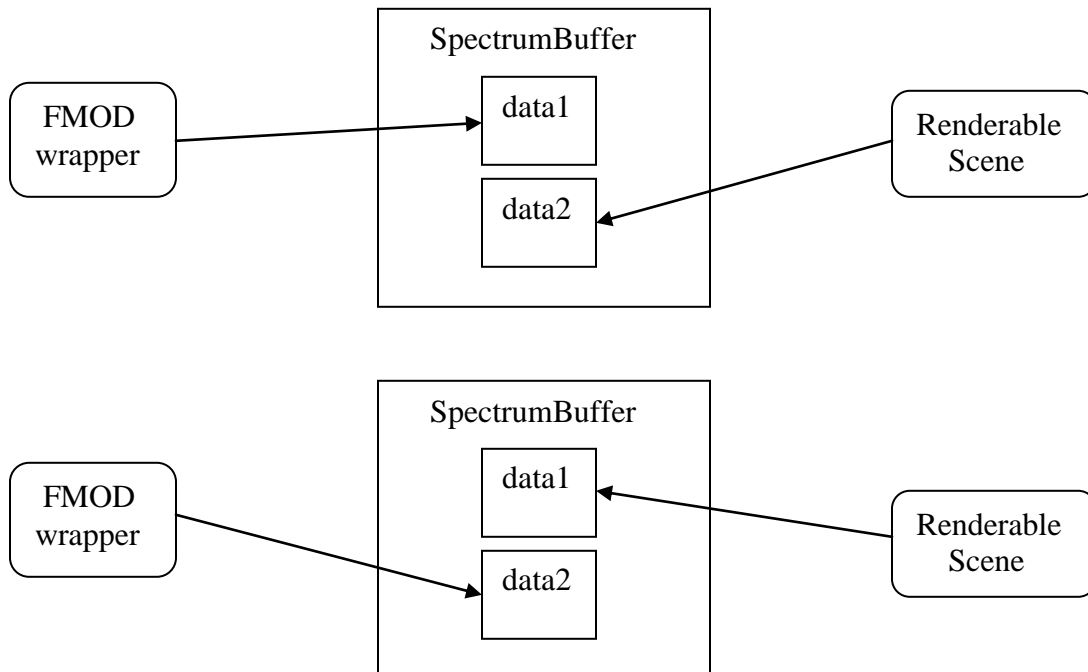 SpectrumBuffer
FMOD
wrapper
data1
data2
Renderable
Scene
SpectrumBuffer
FMOD
wrapper
data1
data2
Renderable
Scene